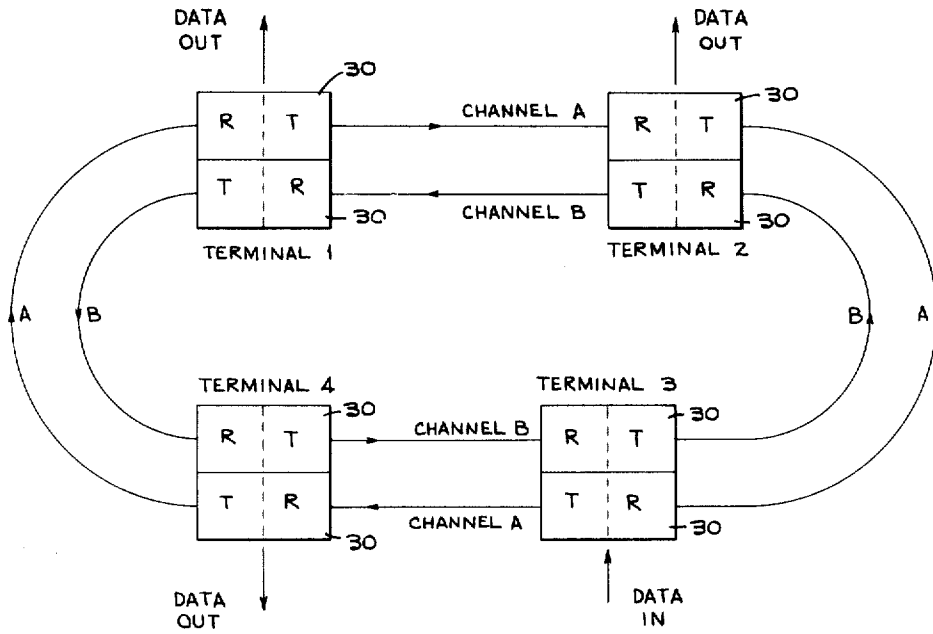 DATA OUT
DATA OUT
30
30
R T
CHANNEL A
R T
T R
CHANNEL B
T R
30
30
TERMINAL 1
TERMINAL 2
A
B
B
A
TERMINAL 4
TERMINAL 3
30
30
R T
CHANNEL B
R T
T R
CHANNEL A
T R
30
30
DATA OUT
DATA IN